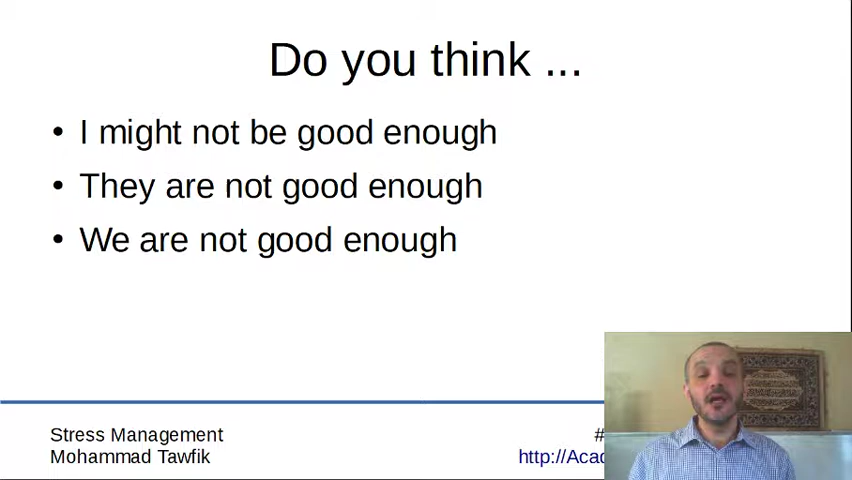 Do you think ...
• I might not be good enough
• They are not good enough
• We are not good enough
Stress Management
#
Mohammad Tawfik